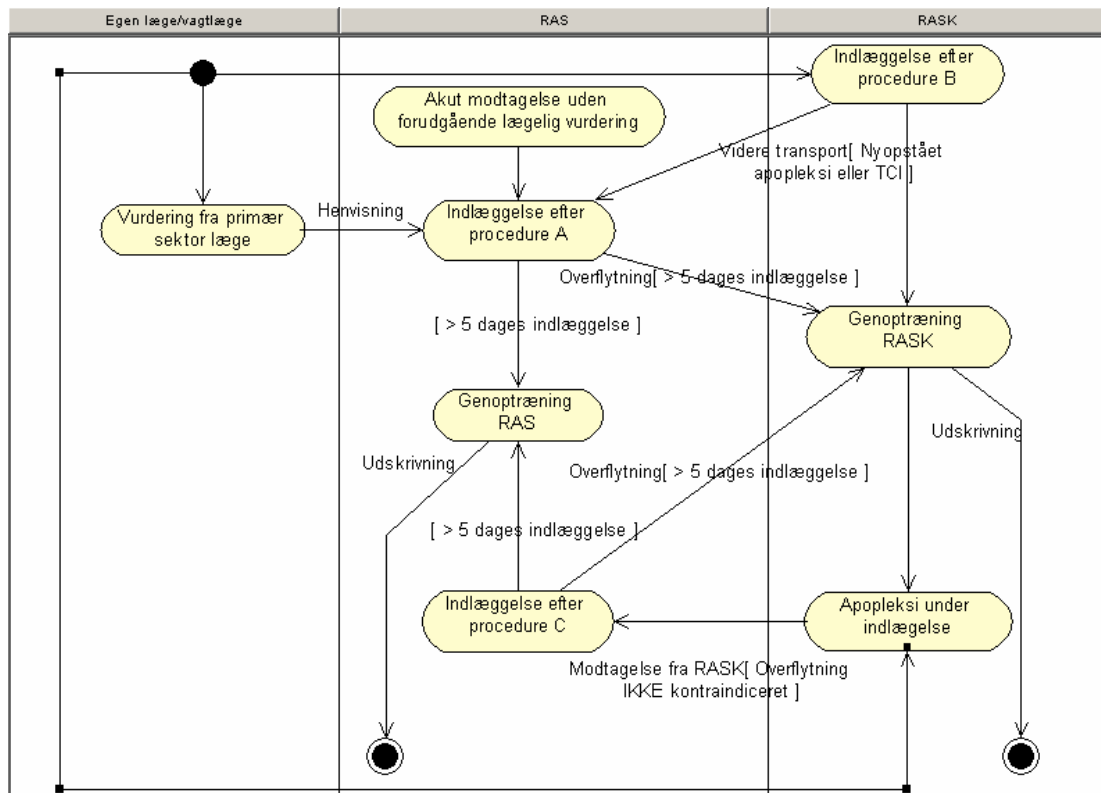 Egen læge/vagtlæge
RAS
RASK
Indlæggelse efter
procedure B
Akut modtagelse uden
forudgående lægelig vurdering
Videre transport[ Nyopstået
apopleksi eller TCI ]
Vurdering fra primær
sektor læge
Henvisning
Indlæggelse efter
procedure A
Overflytning[ > 5 dages indlæggelse ]
[ > 5 dages indlæggelse ]
Genoptræning
RASK
Genoptræning
RAS
Udskrivning
Udskrivning
Overflytning[ > 5 dages indlæggelse ]
[ > 5 dages indlæggelse ]
Indlæggelse efter
procedure C
Apopleksi under
indlægelse
Modtagelse fra RASK[ Overflytning
IKKE kontraindiceret ]